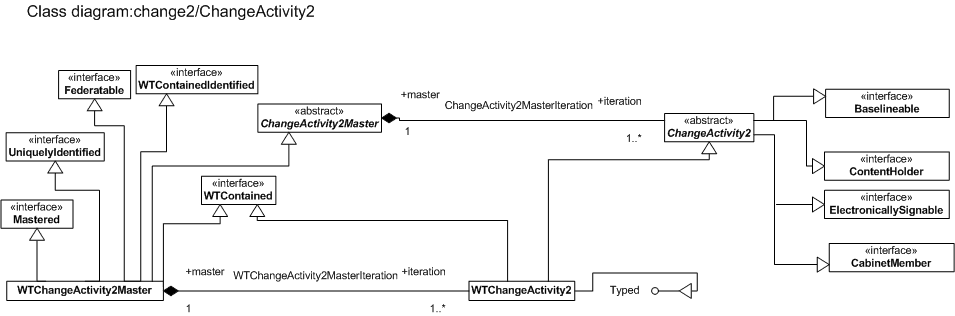 Class diagram:change2/ChangeActivity2
«interface»
Federatable
«interface»
WTContainedIdentified
«abstract»
ChangeActivity2Master
+master
ChangeActivity2MasterIteration
+iteration
1
1..*
«abstract»
ChangeActivity2
«interface»
Baselineable
«interface»
UniquelyIdentified
«interface»
ContentHolder
«interface»
WTContained
«interface»
Mastered
«interface»
ElectronicallySignable
«interface»
CabinetMember
WTChangeActivity2Master
+master
WTChangeActivity2MasterIteration
+iteration
1
1..*
WTChangeActivity2
Typed